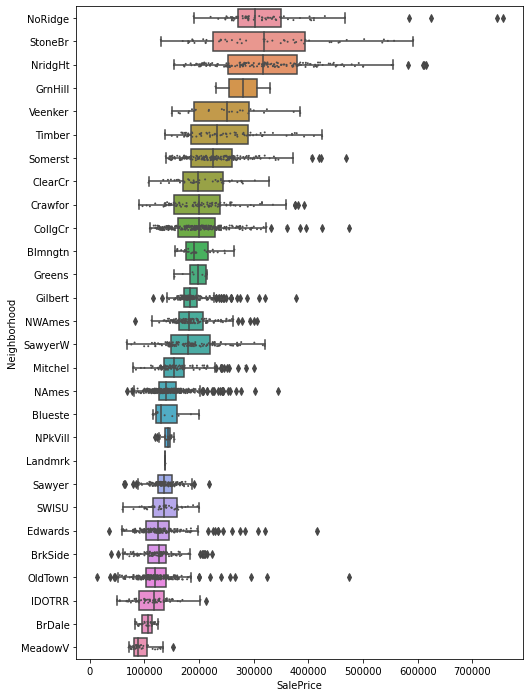 NoRidge
StoneBr
NridgHt
GrnHill
Veenker
Timber
Somerst
ClearCr
Crawfor
CollgCr
Blmngtn
Greens
Gilbert
NWAmes
SawyerW
Mitchel
NAmes
Blueste
NPkVill
Landmrk
Sawyer
SWISU
Edwards
BrkSide
OldTown
IDOTRR
BrDale
MeadowV
Neighborhood
0 100000 200000 300000 400000 500000 600000 700000
SalePrice